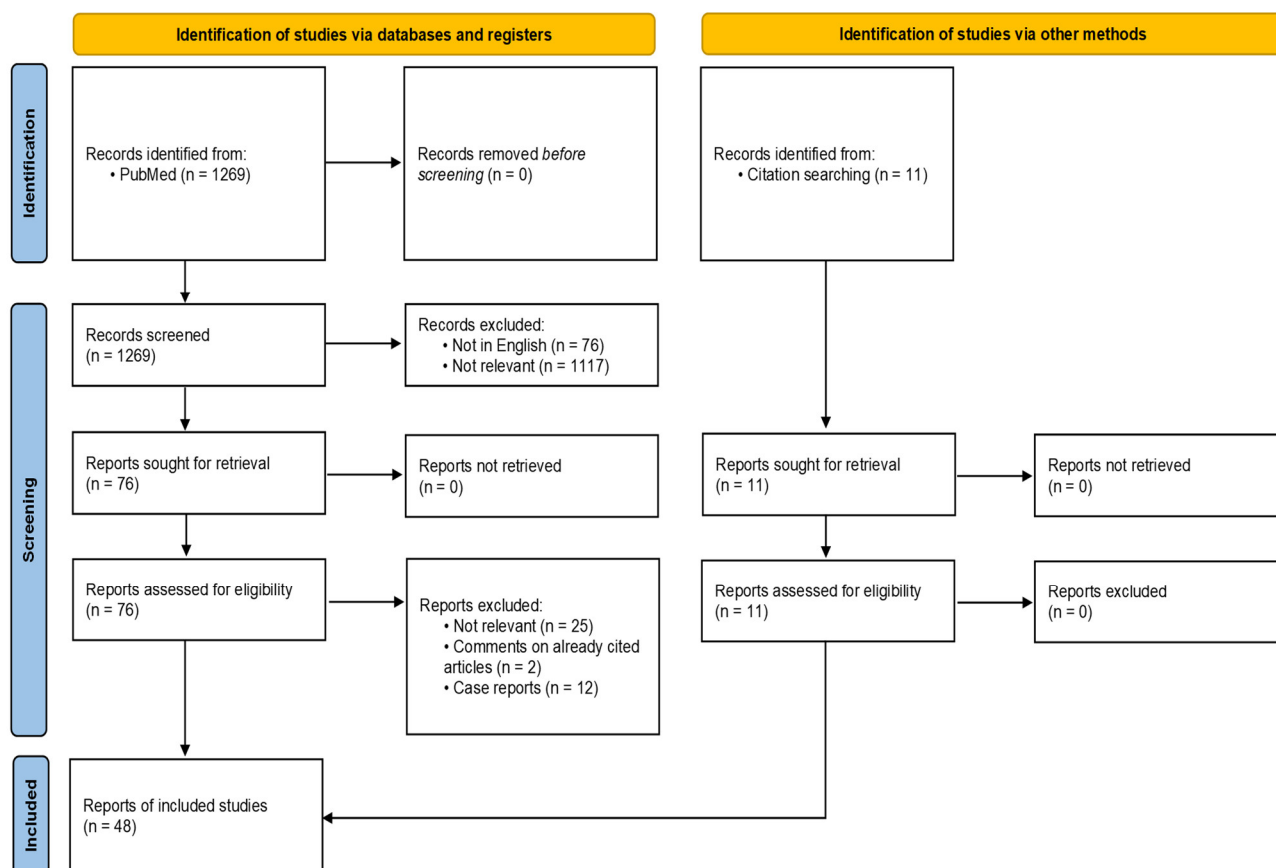 Identification of studies via databases and registers
Identification of studies via other methods
Identification
Records identified from:
• PubMed (n = 1269)
Records removed before
screening (n = 0)
Records identified from:
• Citation searching (n = 11)
Screening
Records screened
(n = 1269)
Records excluded:
• Not in English (n = 76)
• Not relevant (n = 1117)
Reports sought for retrieval
(n = 76)
Reports not retrieved
(n = 0)
Reports sought for retrieval
(n = 11)
Reports not retrieved
(n = 0)
Reports assessed for eligibility
(n = 76)
Reports excluded:
• Not relevant (n = 25)
• Comments on already cited
articles (n = 2)
• Case reports (n = 12)
Reports assessed for eligibility
(n = 11)
Reports excluded
(n = 0)
Included
Reports of included studies
(n = 48)